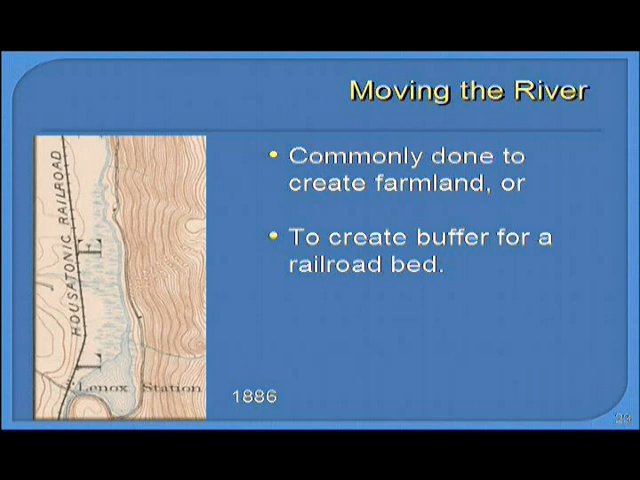 Moving the River
• Commonly done to
create farmland, or
• To create buffer for a
railroad bed.
HOUSATONIC RAILROAD
L E
Lenox Station
1886